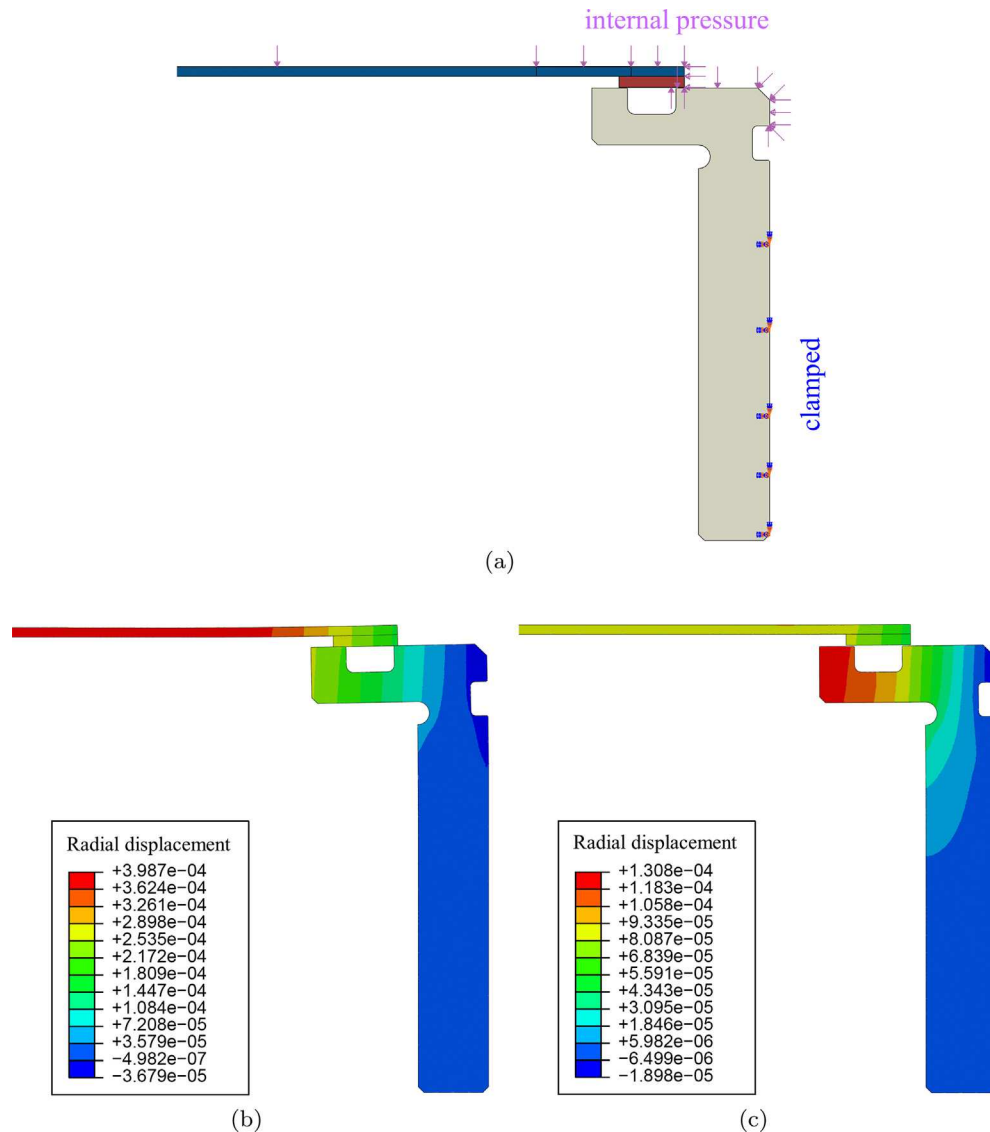 internal pressure
clamped
(a)
Radial displacement
+3.987e−04
+3.624e−04
+3.261e−04
+2.898e−04
+2.535e−04
+2.172e−04
+1.809e−04
+1.447e−04
+1.084e−04
+7.208e−05
+3.579e−05
−4.982e−07
−3.679e−05
(b)
Radial displacement
+1.308e−04
+1.183e−04
+1.058e−04
+9.335e−05
+8.087e−05
+6.839e−05
+5.591e−05
+4.343e−05
+3.095e−05
+1.846e−05
+5.982e−06
−6.499e−06
−1.898e−05
(c)